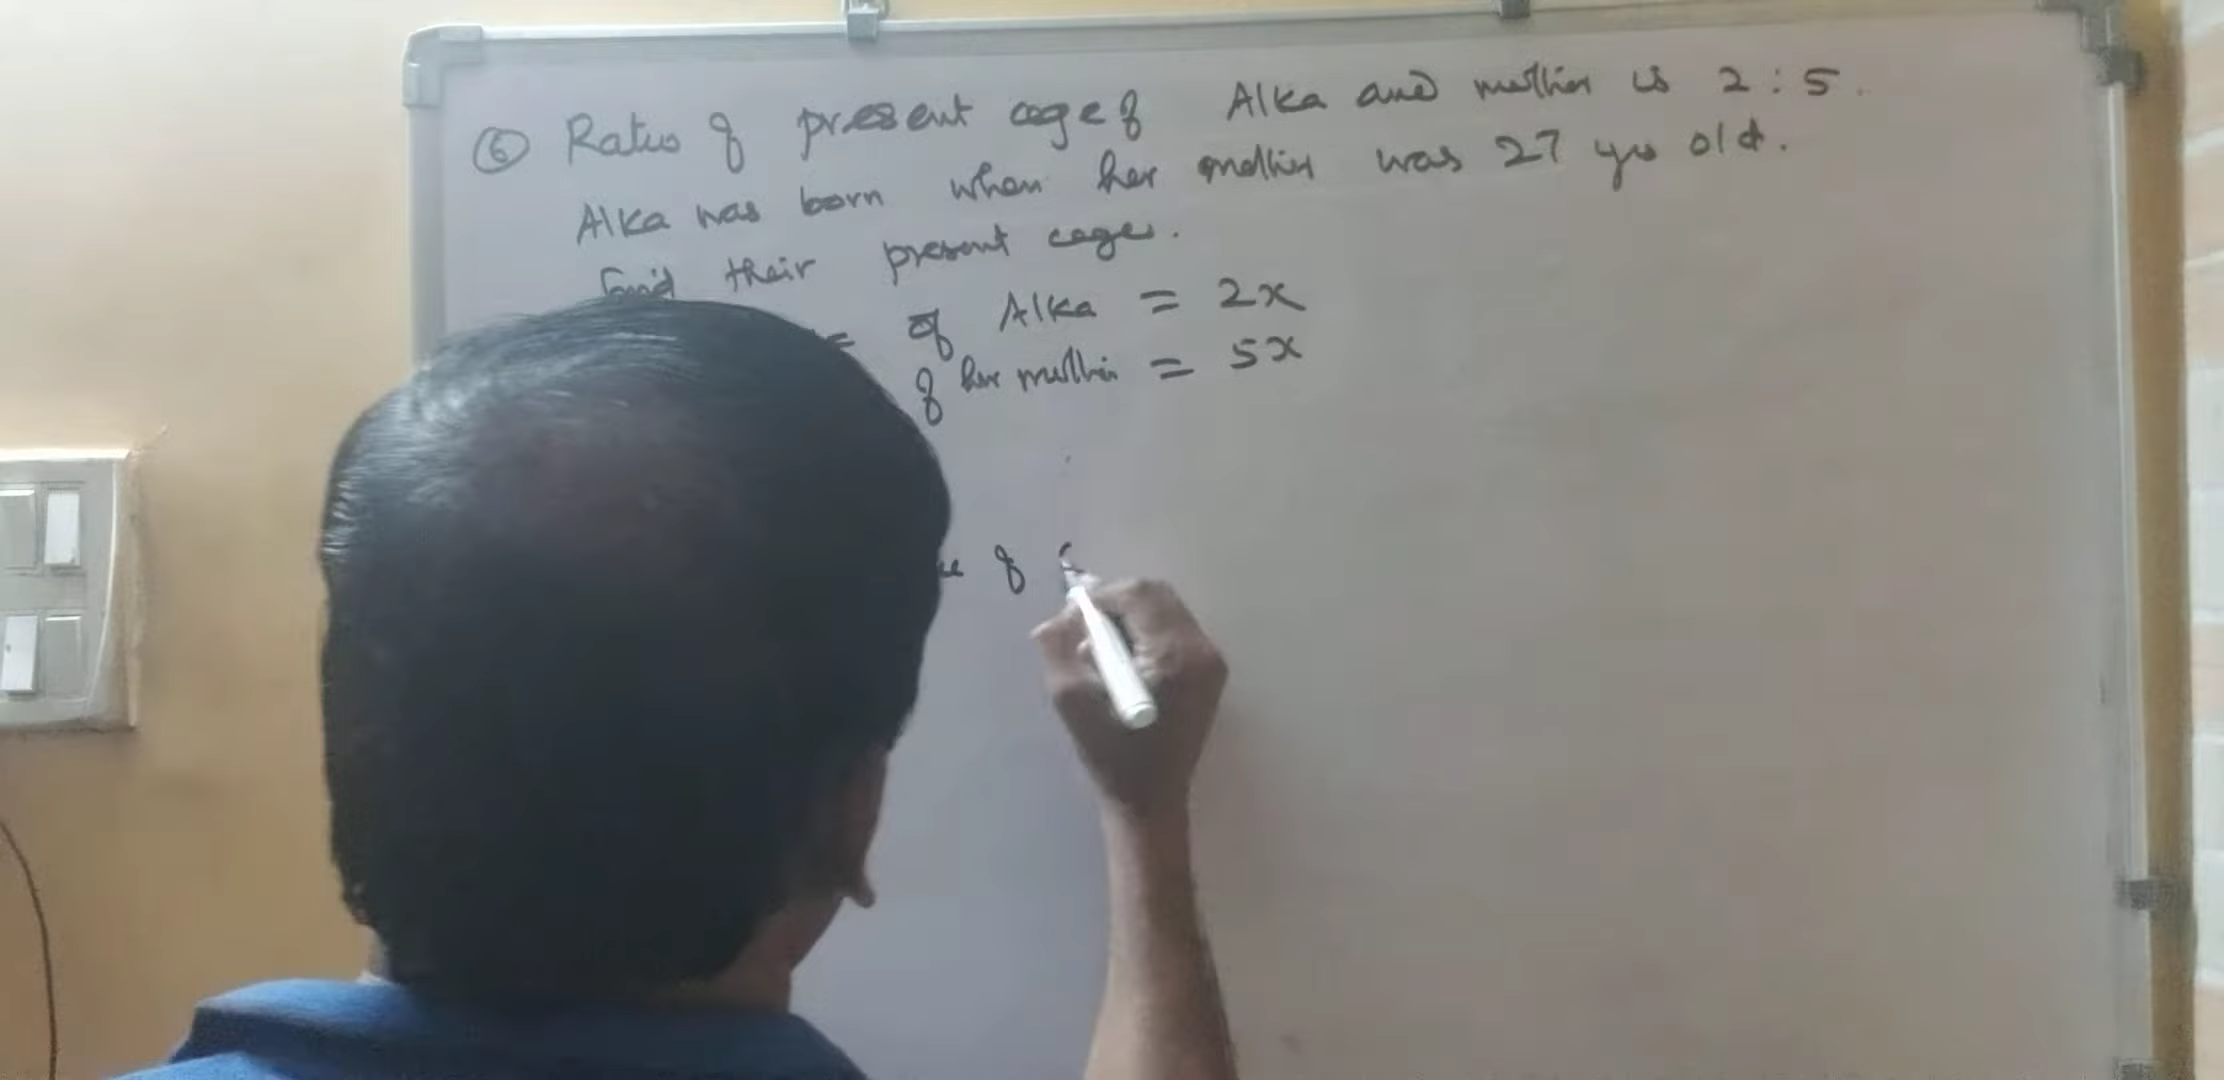 ⑥ Ratio of present age of Alka and mother is 2 : 5.
Alka was born when her mother was 27 yrs old.
Find their present ages.
of Alka = 2x
of her mother = 5x
of